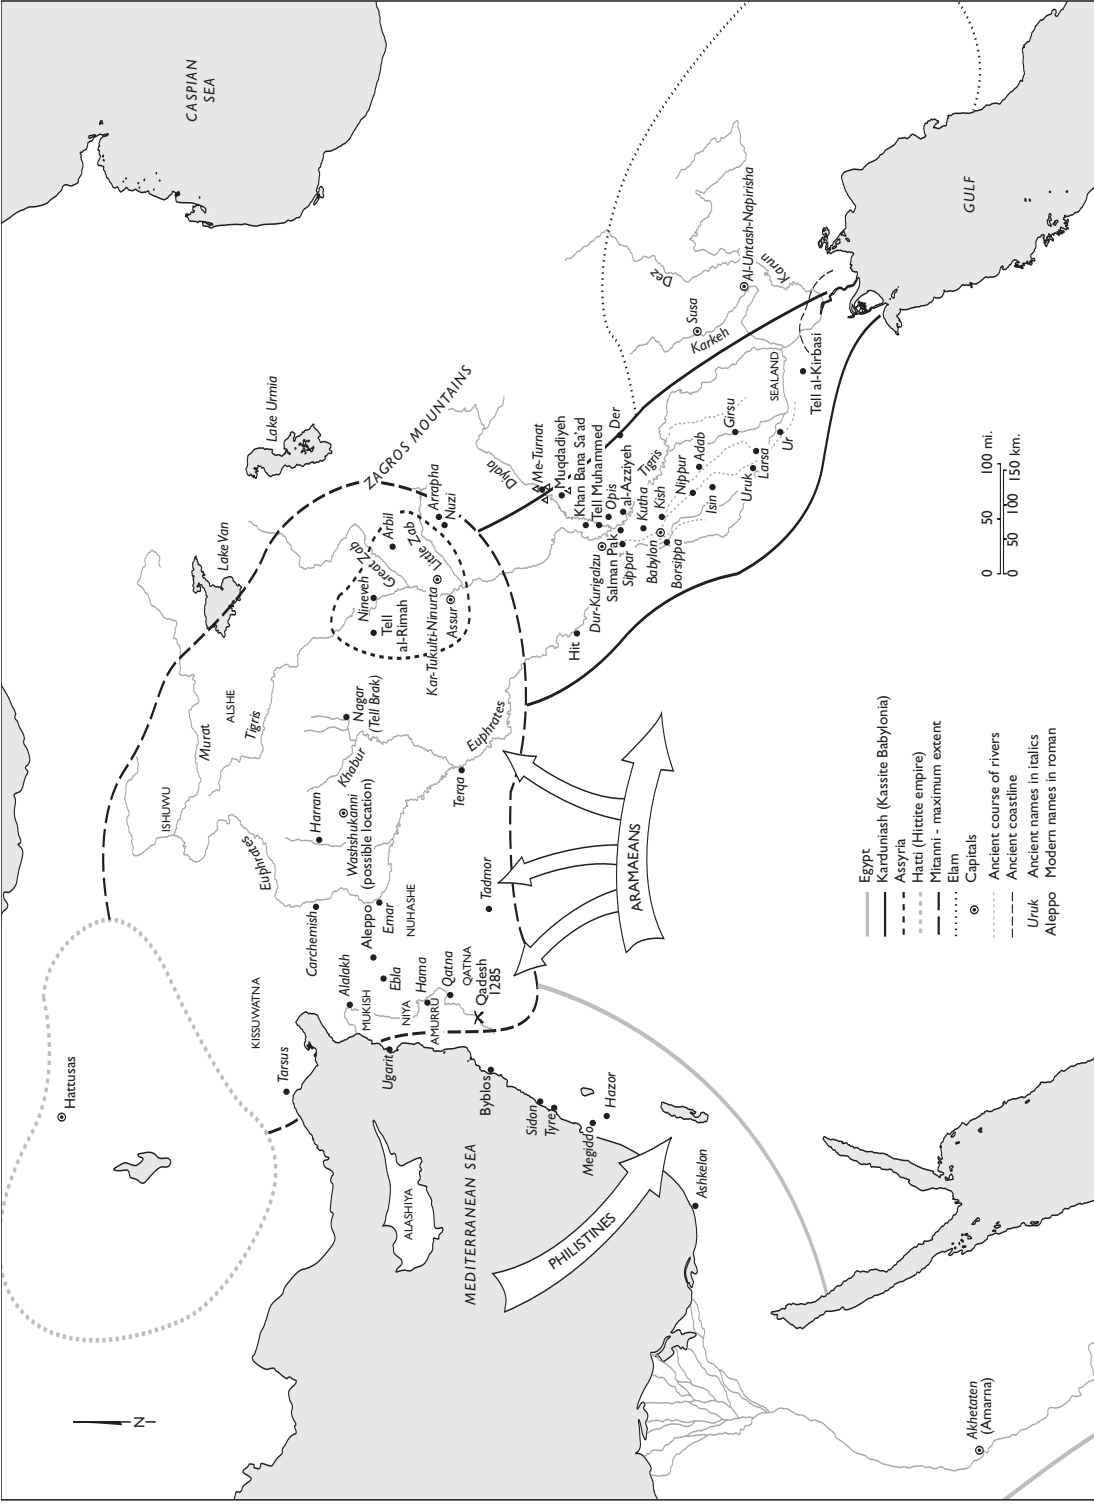 CASPIAN
SEA
Lake Urmia
Lake Van
ZAGROS MOUNTAINS
Hattusas
KISSUWATNA
Tarsus
ISHUWU
Murat
ALSHE
Tigris
Euphrates
Harran
Carchemish
Khabur
Washshukanni
(possible location)
Nagar
(Tell Brak)
Nineveh
Tell
al-Rimah
Great Zab
Arbil
Little Zab
Arrapha
Nuzi
Kar-Tukulti-Ninurta
Assur
Alalakh
MUKISH
Aleppo
Ebla
Emar
NUHASHE
Ugarit
NIYA
Hama
AMURRU
Qatna
QATNA
Qadesh
1285
Tadmor
Terqa
Euphrates
ALASHIYA
MEDITERRANEAN SEA
Byblos
Sidon
Tyre
Megiddo
Hazor
Ashkelon
PHILISTINES
ARAMAEANS
Hit
Diyala
Me-Turnat
Muqdadiyeh
Khan Bana Sa'ad
Tell Muhammed
Opis
al-Azziyeh
Der
Dur-Kurigalzu
Salman Pak
Sippar
Kutha
Tigris
Babylon
Kish
Borsippa
Nippur
Adab
Isin
Girsu
Uruk
Larsa
Ur
SEALAND
Tell al-Kirbasi
Susa
Karkeh
Dez
Al-Untash-Napirisha
Karun
GULF
Akhetaten
(Amarna)
N
0 50 100 mi.
0 50 100 150 km.
Egypt
Karduniash (Kassite Babylonia)
Assyria
Hatti (Hittite empire)
Mitanni - maximum extent
Elam
Capitals
Ancient course of rivers
Ancient coastline
Uruk Ancient names in italics
Aleppo Modern names in roman